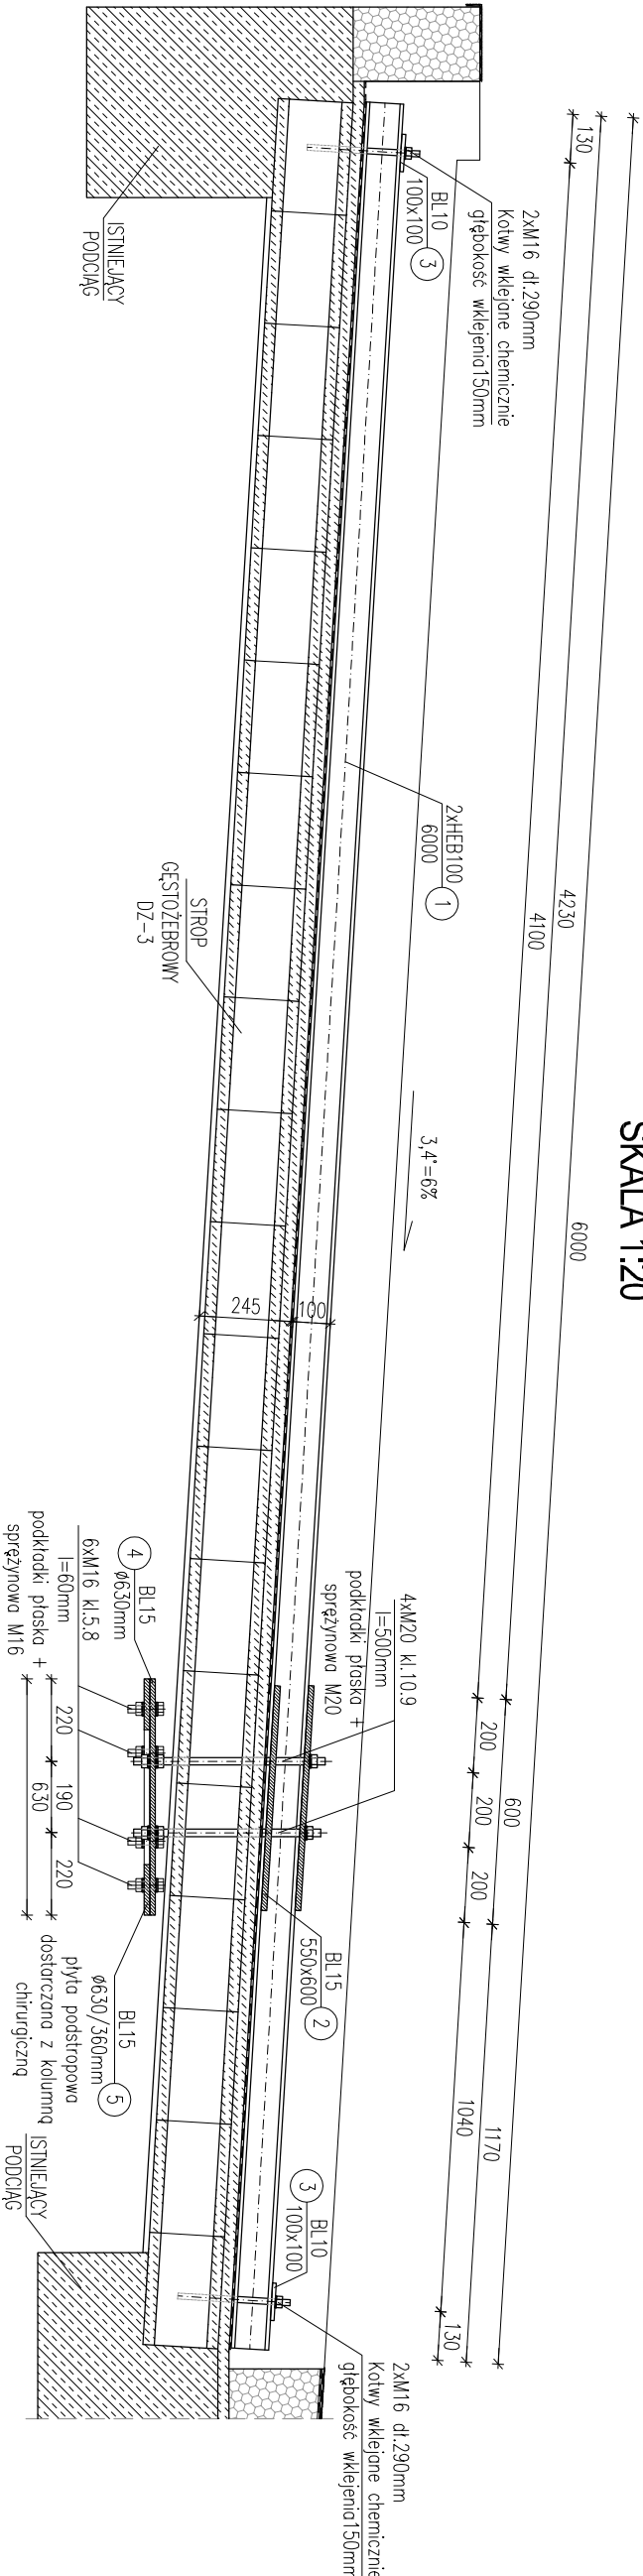 SKALA 1:20
6000
4230
600
1170
130
4100
200
200
200
1040
130
2xM16 dł.290mm
Kotwy wklejane chemicznie
głębokość wklejenia150mm
BL10
100x100
3
2xHEB100
6000
1
3,4°=6%
4xM20 kl.10.9
l=500mm
podkładki płaska +
sprężynowa M20
BL15
550x600
2
BL10
100x100
3
2xM16 dł.290mm
Kotwy wklejane chemicznie
głębokość wklejenia150mm
100
245
STROP
GĘSTOŻEBROWY
DZ-3
ISTNIEJĄCY
PODCIĄG
BL15
ø630mm
4
6xM16 kl.5.8
l=60mm
podkładki płaska +
sprężynowa M16
220
190
220
630
BL15
ø630/360mm
5
płyta podstropowa
dostarczana z kolumną
chirurgiczną
ISTNIEJĄCY
PODCIĄG